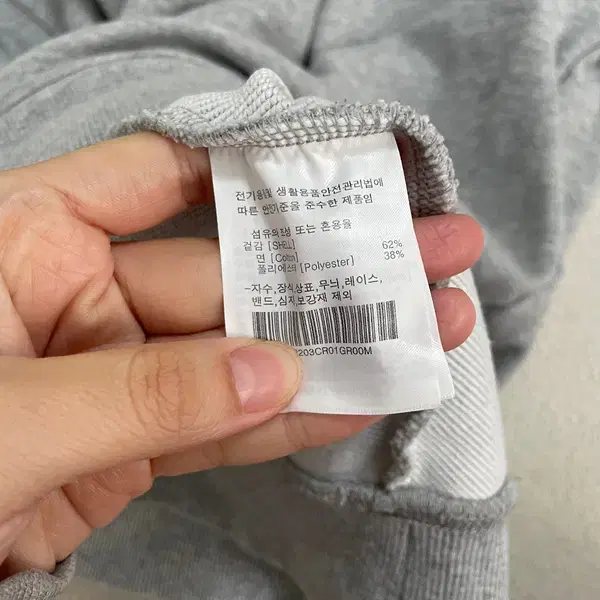 전기용품 및 생활용품안전관리법에
따른 안전기준을 준수한 제품임
섬유의 조성 또는 혼용율
겉감 [SHELL]
면 [Cotton] 62%
폴리에스터 [Polyester] 38%
-자수,장식,상표,무늬,레이스,
밴드,심지,보강재 제외
203CR01GR00M